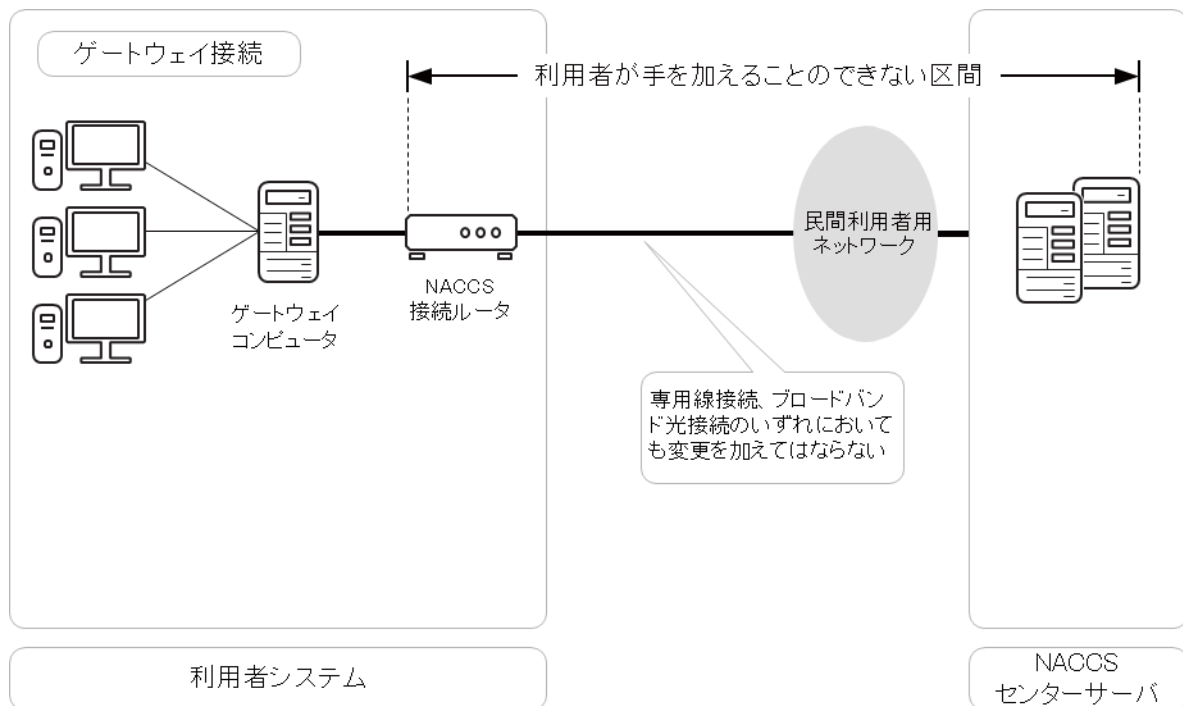 ゲートウェイ接続
利用者が手を加えることのできない区間
民間利用者用
ネットワーク
NACCS
接続ルータ
ゲートウェイ
コンピュータ
専用線接続、ブロードバン
ド光接続のいずれにおいて
も変更を加えてはならない
利用者システム
NACCS
センターサーバ